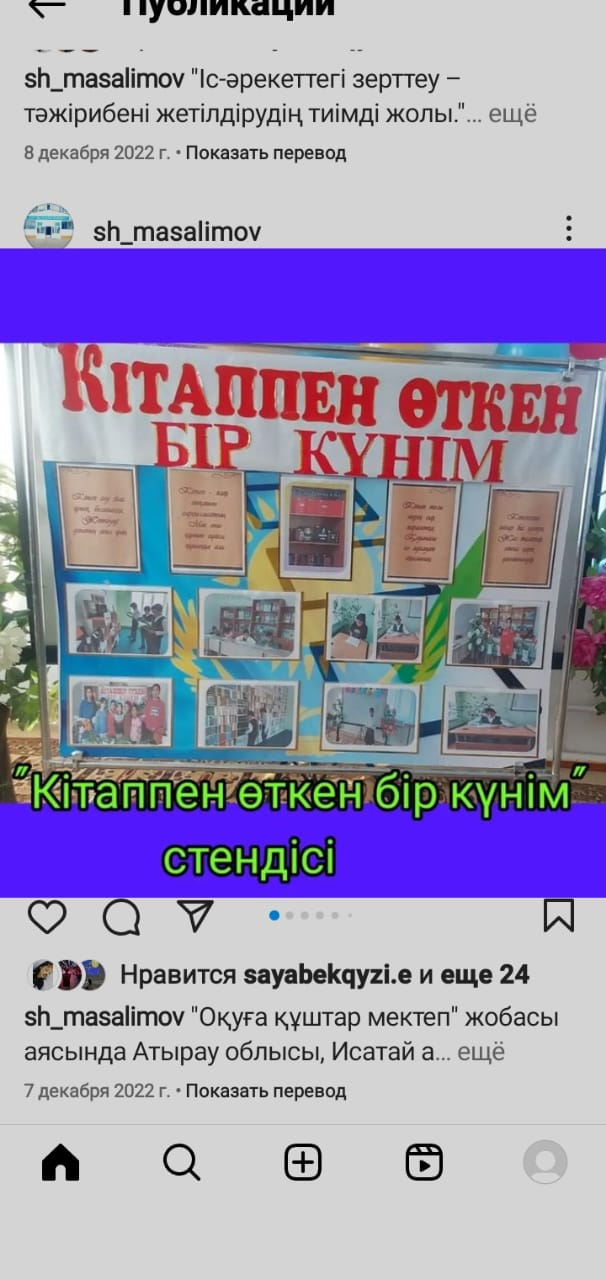 Публикации
sh_masalimov "Іс-әрекеттегі зерттеу –
тәжірибені жетілдірудің тиімді жолы."... ещё
8 декабря 2022 г. • Показать перевод
sh_masalimov
КІТАППЕН ӨТКЕН
БІР КҮНІМ
"Кітаппен өткен бір күнім"
стендісі
Нравится sayabekqyzi.e и еще 24
sh_masalimov "Оқуға құштар мектеп" жобасы
аясында Атырау облысы, Исатай а... ещё
7 декабря 2022 г. • Показать перевод